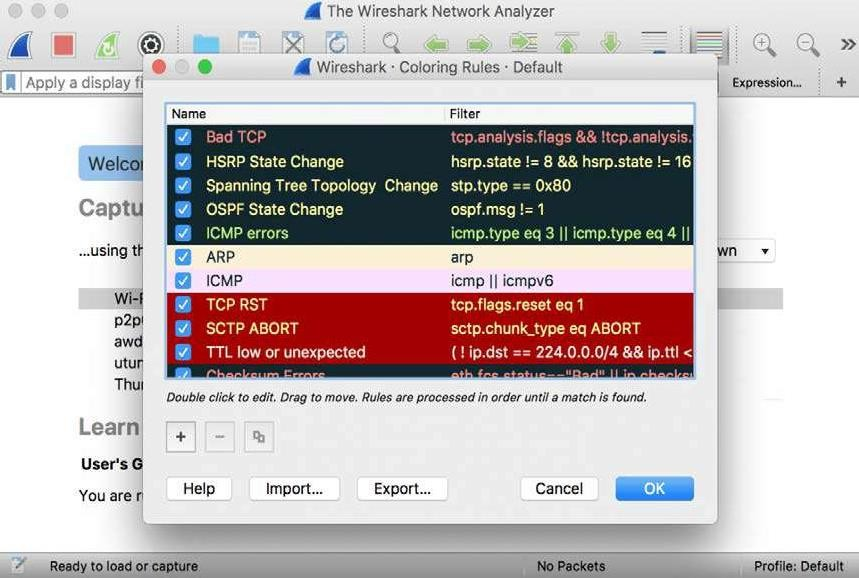 The Wireshark Network Analyzer
Apply a display fi
Expression...
+
Wireshark · Coloring Rules · Default
Name Filter
Bad TCP tcp.analysis.flags && !tcp.analysis.
HSRP State Change hsrp.state != 8 && hsrp.state != 16
Spanning Tree Topology  Change stp.type == 0x80
OSPF State Change ospf.msg != 1
ICMP errors icmp.type eq 3 || icmp.type eq 4 ||
ARP arp
ICMP icmp || icmpv6
TCP RST tcp.flags.reset eq 1
SCTP ABORT sctp.chunk_type eq ABORT
TTL low or unexpected ( ! ip.dst == 224.0.0.0/4 && ip.ttl <
Checksum Errors eth.fcs.status=="Bad" || ip.checks
Double click to edit. Drag to move. Rules are processed in order until a match is found.
+ −
Help Import... Export... Cancel OK
Welco
Captu
...using th
wn
Wi-F
p2p
awd
utun
Thu
Learn
User's G
You are r
Ready to load or capture No Packets Profile: Default